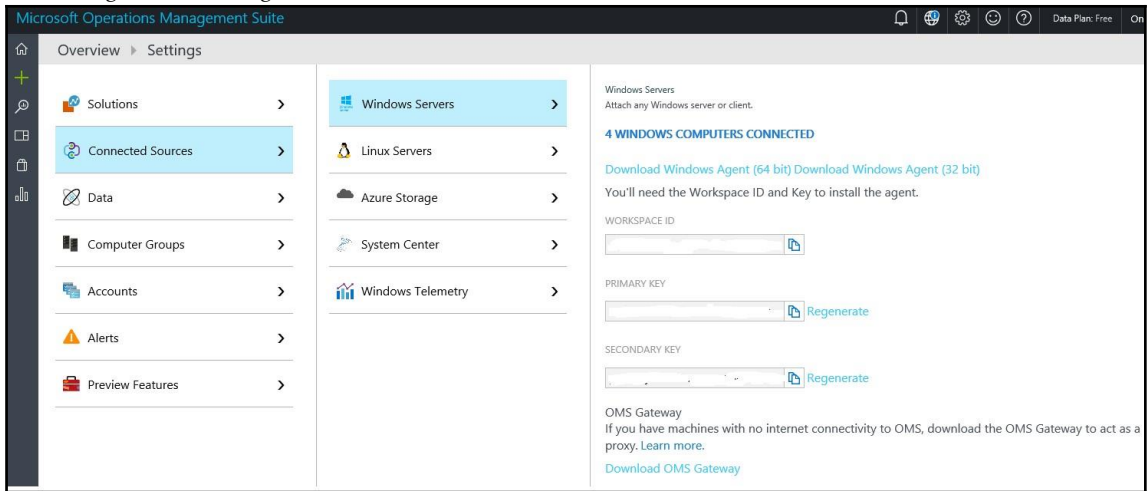 Microsoft Operations Management Suite
Data Plan: Free
On
Overview
Settings
Solutions
Connected Sources
Data
Computer Groups
Accounts
Alerts
Preview Features
Windows Servers
Linux Servers
Azure Storage
System Center
Windows Telemetry
Windows Servers
Attach any Windows server or client.
4 WINDOWS COMPUTERS CONNECTED
Download Windows Agent (64 bit) Download Windows Agent (32 bit)
You'll need the Workspace ID and Key to install the agent.
WORKSPACE ID
PRIMARY KEY
Regenerate
SECONDARY KEY
Regenerate
OMS Gateway
If you have machines with no internet connectivity to OMS, download the OMS Gateway to act as a
proxy. Learn more.
Download OMS Gateway